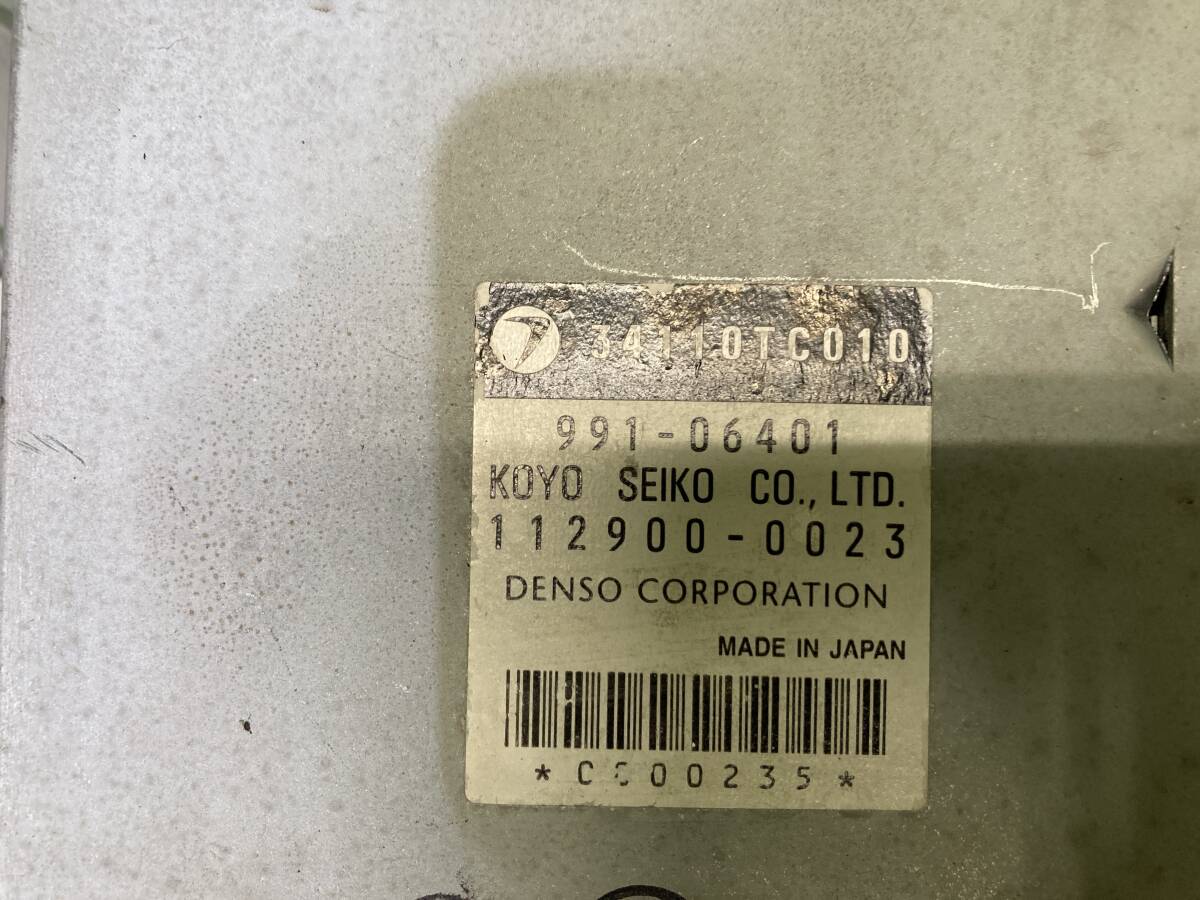 34110TC010
991-06401
KOYO SEIKO CO., LTD.
112900-0023
DENSO CORPORATION
MADE IN JAPAN